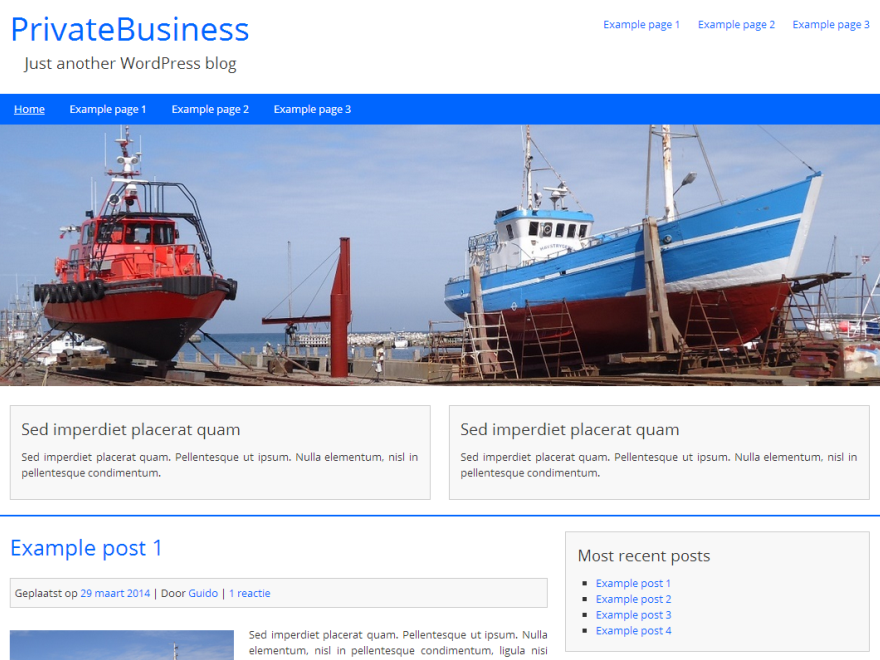 PrivateBusiness
Just another WordPress blog
Example page 1 Example page 2 Example page 3
Home Example page 1 Example page 2 Example page 3
Sed imperdiet placerat quam
Sed imperdiet placerat quam. Pellentesque ut ipsum. Nulla elementum, nisl in
pellentesque condimentum.
Sed imperdiet placerat quam
Sed imperdiet placerat quam. Pellentesque ut ipsum. Nulla elementum, nisl in
pellentesque condimentum.
Example post 1
Geplaatst op 29 maart 2014 | Door Guido | 1 reactie
Sed imperdiet placerat quam. Pellentesque ut ipsum. Nulla
elementum, nisl in pellentesque condimentum, ligula nisi
Most recent posts
Example post 1
Example post 2
Example post 3
Example post 4